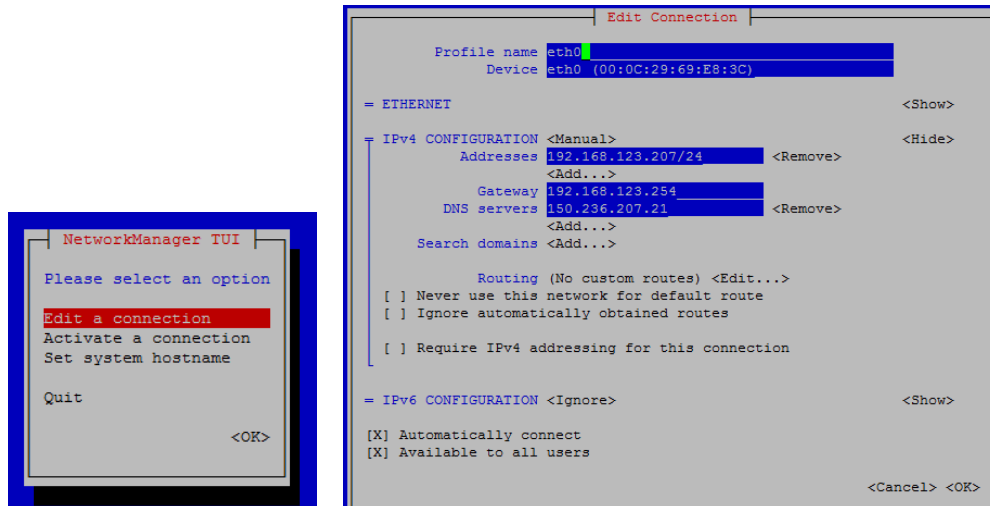 NetworkManager TUI
Please select an option
Edit a connection
Activate a connection
Set system hostname
Quit
<OK>
Edit Connection
Profile name eth0
Device eth0 (00:0C:29:69:E8:3C)
= ETHERNET <Show>
= IPv4 CONFIGURATION <Manual> <Hide>
Addresses 192.168.123.207/24 <Remove>
<Add...>
Gateway 192.168.123.254
DNS servers 150.236.207.21 <Remove>
<Add...>
Search domains <Add...>
Routing (No custom routes) <Edit...>
[ ] Never use this network for default route
[ ] Ignore automatically obtained routes
[ ] Require IPv4 addressing for this connection
= IPv6 CONFIGURATION <Ignore> <Show>
[X] Automatically connect
[X] Available to all users
<Cancel> <OK>